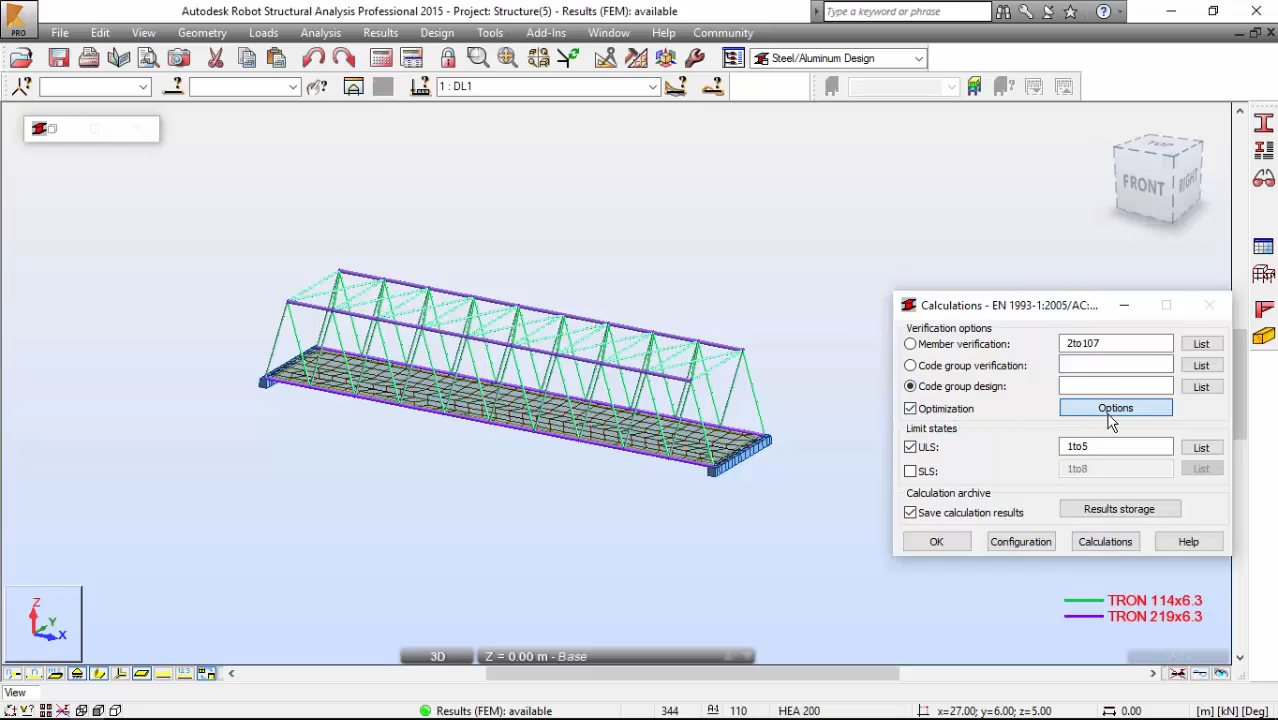 Autodesk Robot Structural Analysis Professional 2015 - Project: Structure(5) - Results (FEM): available
Type a keyword or phrase
PRO
File Edit View Geometry Loads Analysis Results Design Tools Add-Ins Window Help Community
Steel/Aluminum Design
1 : DL1
TOP
FRONT
RIGHT
Calculations - EN 1993-1:2005/AC:...
Verification options
Member verification: 2to107 List
Code group verification: List
Code group design: List
Optimization Options
Limit states
ULS: 1to5 List
SLS: 1to8 List
Calculation archive
Save calculation results Results storage
OK Configuration Calculations Help
TRON 114x6.3
TRON 219x6.3
Z
Y
X
3D Z = 0.00 m - Base
View
Results (FEM): available 344 110 HEA 200 x=27.00; y=6.00; z=5.00 0.00 [m] [kN] [Deg]